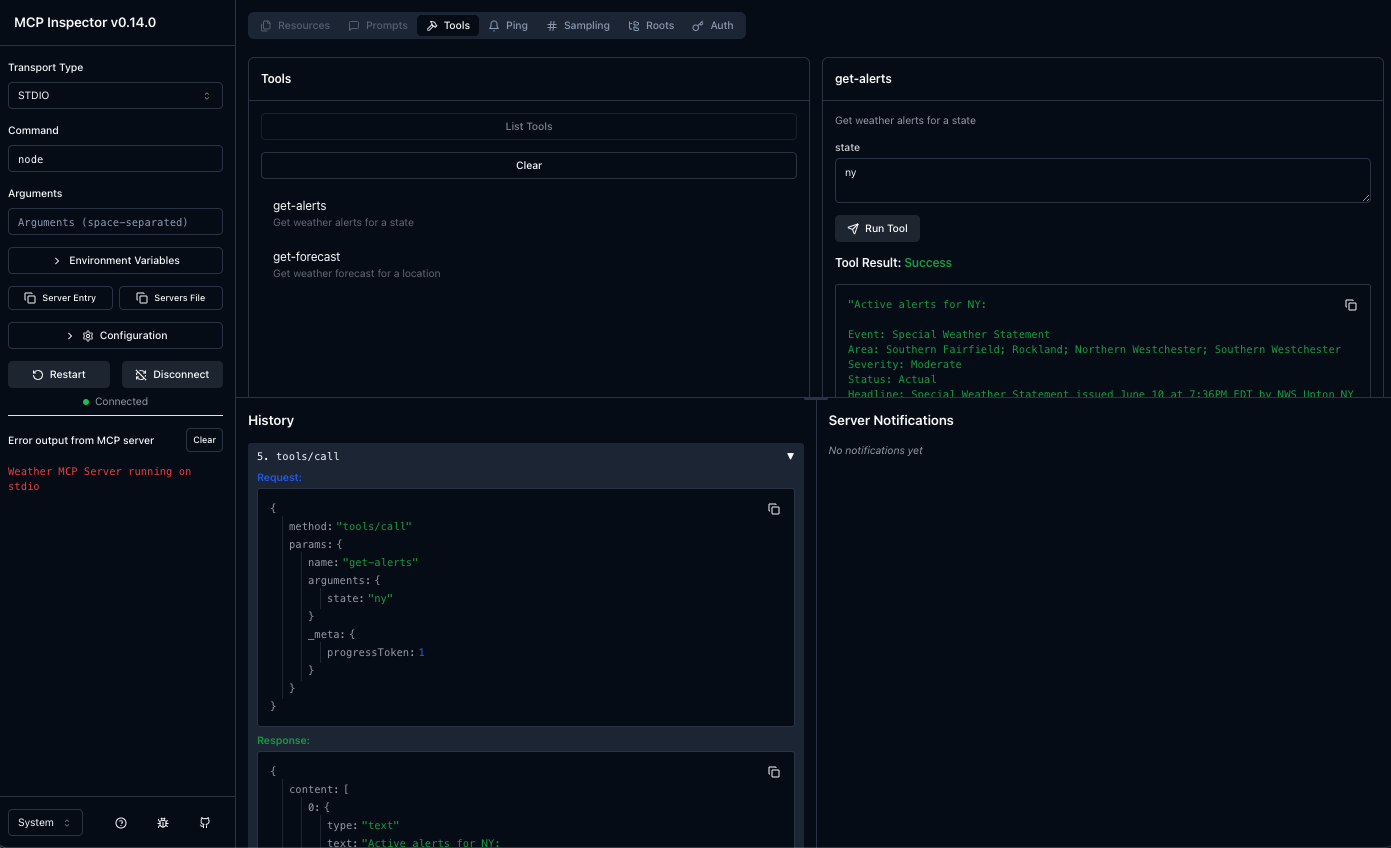 MCP Inspector v0.14.0
Transport Type
STDIO
Command
node
Arguments
Arguments (space-separated)
Environment Variables
Server Entry
Servers File
Configuration
Restart
Disconnect
Connected
Error output from MCP server
Clear
Weather MCP Server running on
stdio
System
Resources
Prompts
Tools
Ping
Sampling
Roots
Auth
Tools
List Tools
Clear
get-alerts
Get weather alerts for a state
get-forecast
Get weather forecast for a location
get-alerts
Get weather alerts for a state
state
ny
Run Tool
Tool Result: Success
"Active alerts for NY:
Event: Special Weather Statement
Area: Southern Fairfield; Rockland; Northern Westchester; Southern Westchester
Severity: Moderate
Status: Actual
Headline: Special Weather Statement issued June 10 at 7:36PM EDT by NWS Upton NY
History
5. tools/call
Request:
{
method: "tools/call"
params: {
name: "get-alerts"
arguments: {
state: "ny"
}
_meta: {
progressToken: 1
}
}
}
Response:
{
content: [
0: {
type: "text"
text: "Active alerts for NY:
Server Notifications
No notifications yet